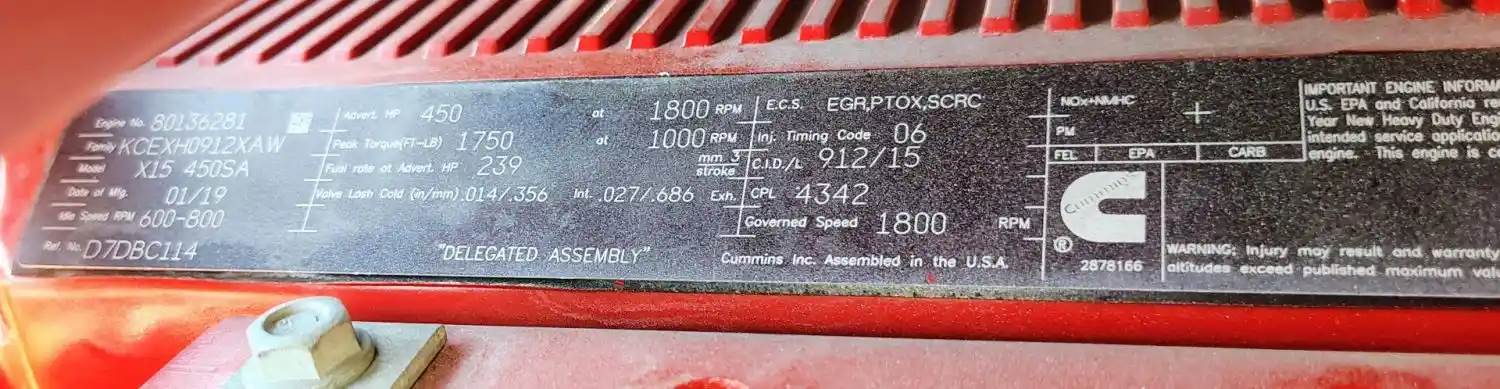 Engine No. 80136281
Family KCEXH0912XAW
Model X15 450SA
Date of Mfg. 01/19
Idle Speed RPM 600-800
Ref. No. D7DBC114
Advert. HP 450 at 1800 RPM
Peak Torque(FT-LB) 1750 at 1000 RPM
Fuel rate at Advert. HP 239 mm 3 stroke
Valve Lash Cold (in/mm) .014/.356 Int. .027/.686 Exh.
"DELEGATED ASSEMBLY"
E.C.S. EGR,PTOX,SCRC
Inj. Timing Code 06
C.I.D./L 912/15
CPL 4342
Governed Speed 1800 RPM
Cummins Inc. Assembled in the U.S.A.
NOx+NMHC
PM
FEL EPA CARB
Cummins
®
2878166
IMPORTANT ENGINE INFORMA
U.S. EPA and California re
Year New Heavy Duty Eng
intended service application
engine. This engine is c
WARNING: Injury may result and warranty
altitudes exceed published maximum valu